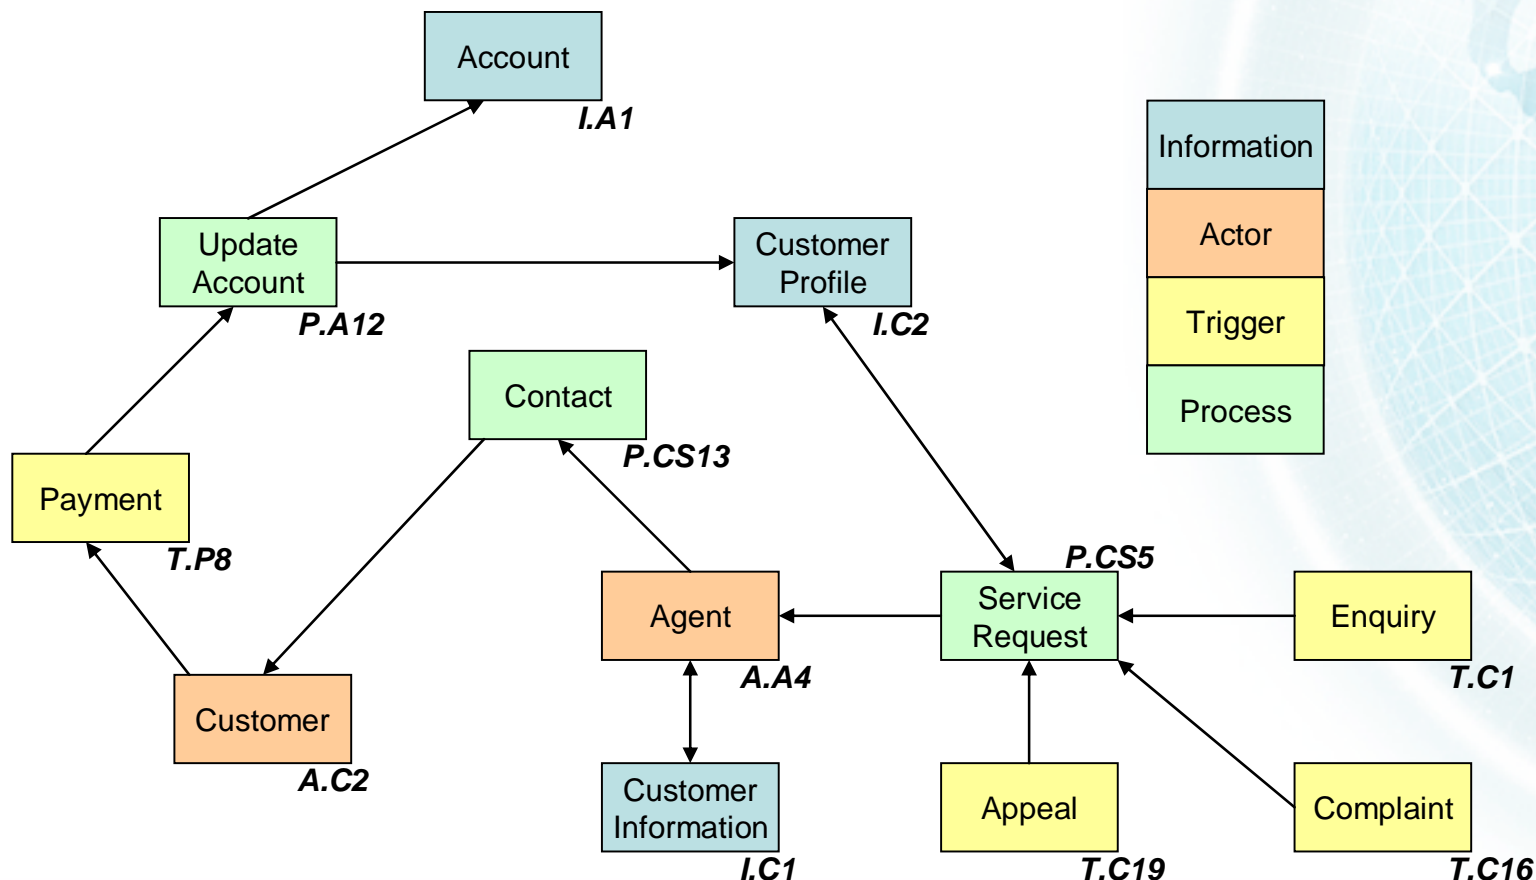 Account
I.A1
Information
Actor
Trigger
Process
Update
Account
P.A12
Customer
Profile
I.C2
Contact
P.CS13
Payment
T.P8
P.CS5
Service
Request
Agent
A.A4
Enquiry
T.C1
Customer
A.C2
Customer
Information
I.C1
Appeal
T.C19
Complaint
T.C16